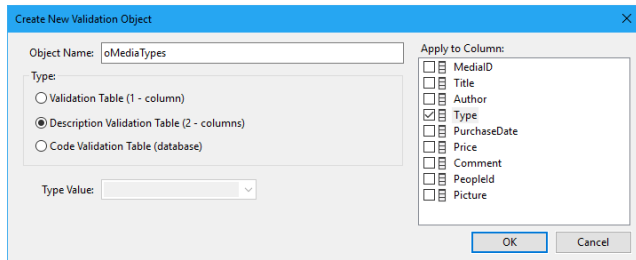 Create New Validation Object
Object Name: oMediaTypes
Type:
Validation Table (1 - column)
Description Validation Table (2 - columns)
Code Validation Table (database)
Type Value:
Apply to Column:
MediaID
Title
Author
Type
PurchaseDate
Price
Comment
PeopleId
Picture
OK Cancel